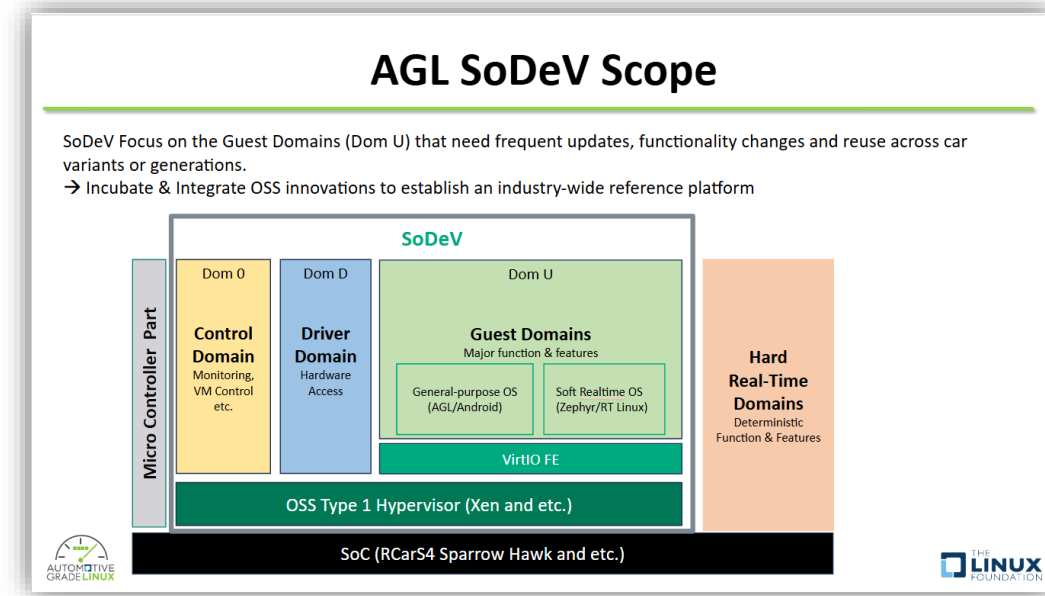 AGL SoDeV Scope
SoDeV Focus on the Guest Domains (Dom U) that need frequent updates, functionality changes and reuse across car
variants or generations.
→ Incubate & Integrate OSS innovations to establish an industry-wide reference platform
SoDeV
Micro Controller Part
Dom 0
Control
Domain
Monitoring,
VM Control
etc.
Dom D
Driver
Domain
Hardware
Access
Dom U
Guest Domains
Major function & features
General-purpose OS
(AGL/Android)
Soft Realtime OS
(Zephyr/RT Linux)
VirtIO FE
Hard
Real-Time
Domains
Deterministic
Function & Features
OSS Type 1 Hypervisor (Xen and etc.)
SoC (RCarS4 Sparrow Hawk and etc.)
AUTOMOTIVE
GRADE LINUX
THE
LINUX
FOUNDATION